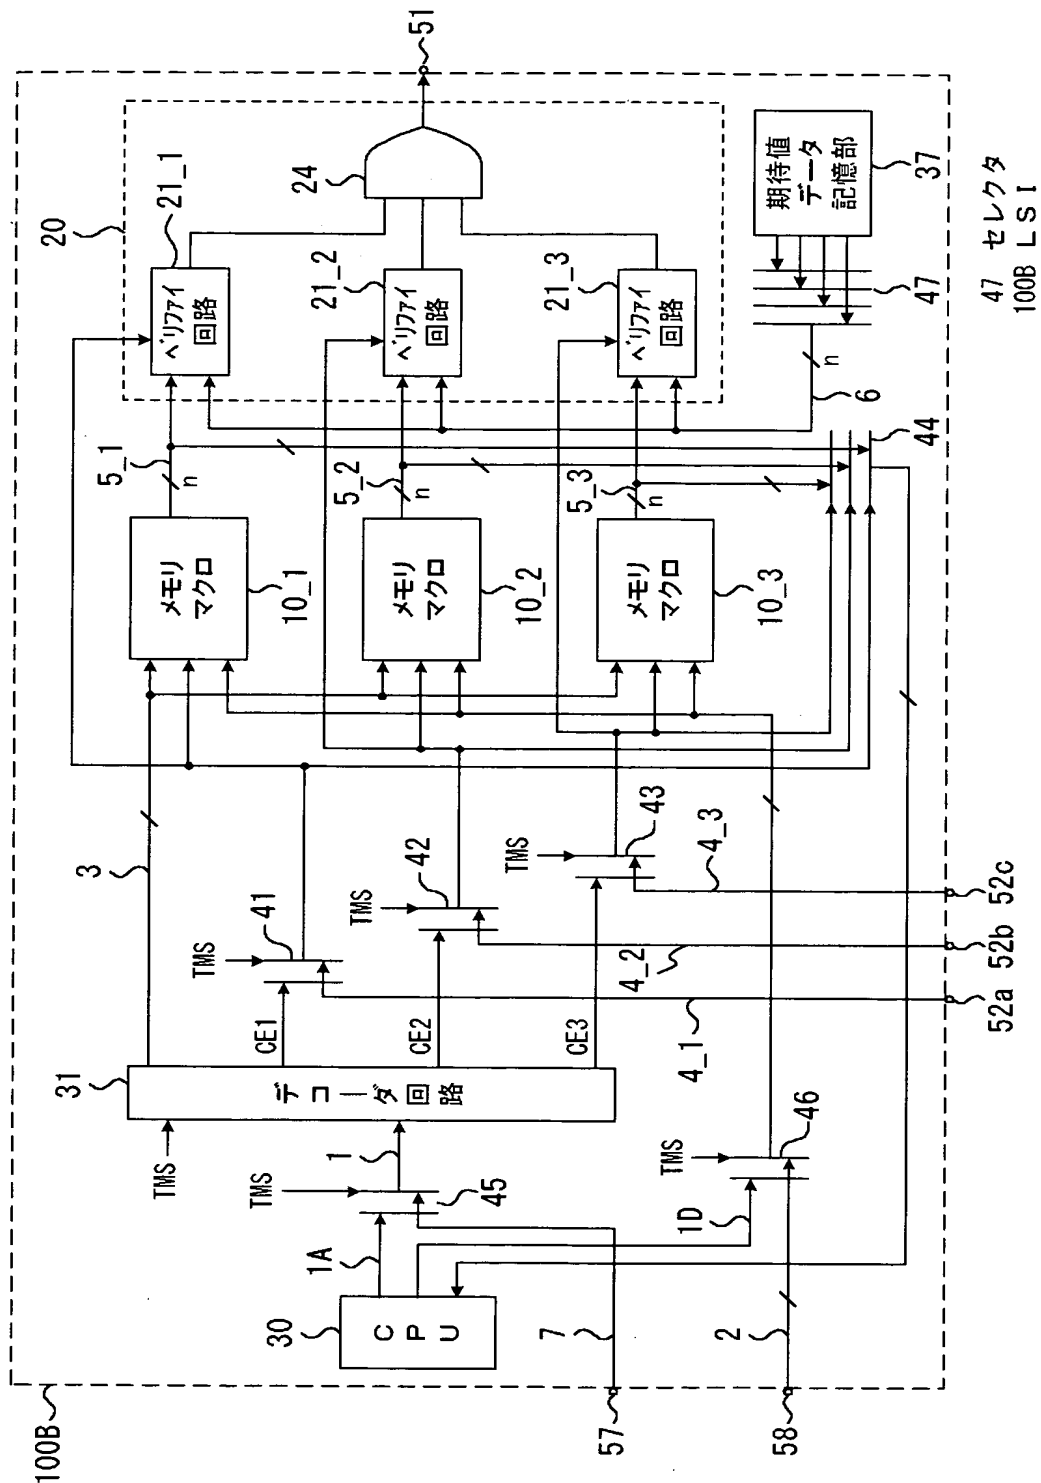 100B
20
ベリファイ
回路
21_1
ベリファイ
回路
21_2
ベリファイ
回路
21_3
24
51
期待値
データ
記憶部
37
47
n
6
44
5_1
n
5_2
n
5_3
n
メモリ
マクロ
10_1
メモリ
マクロ
10_2
メモリ
マクロ
10_3
3
TMS
41
TMS
42
TMS
43
CE1
CE2
CE3
4_1
4_2
4_3
52a
52b
52c
31
デコーダ回路
TMS
1
TMS
45
TMS
46
1A
1D
30
CPU
7
2
57
58
47 セレクタ
100B LSI